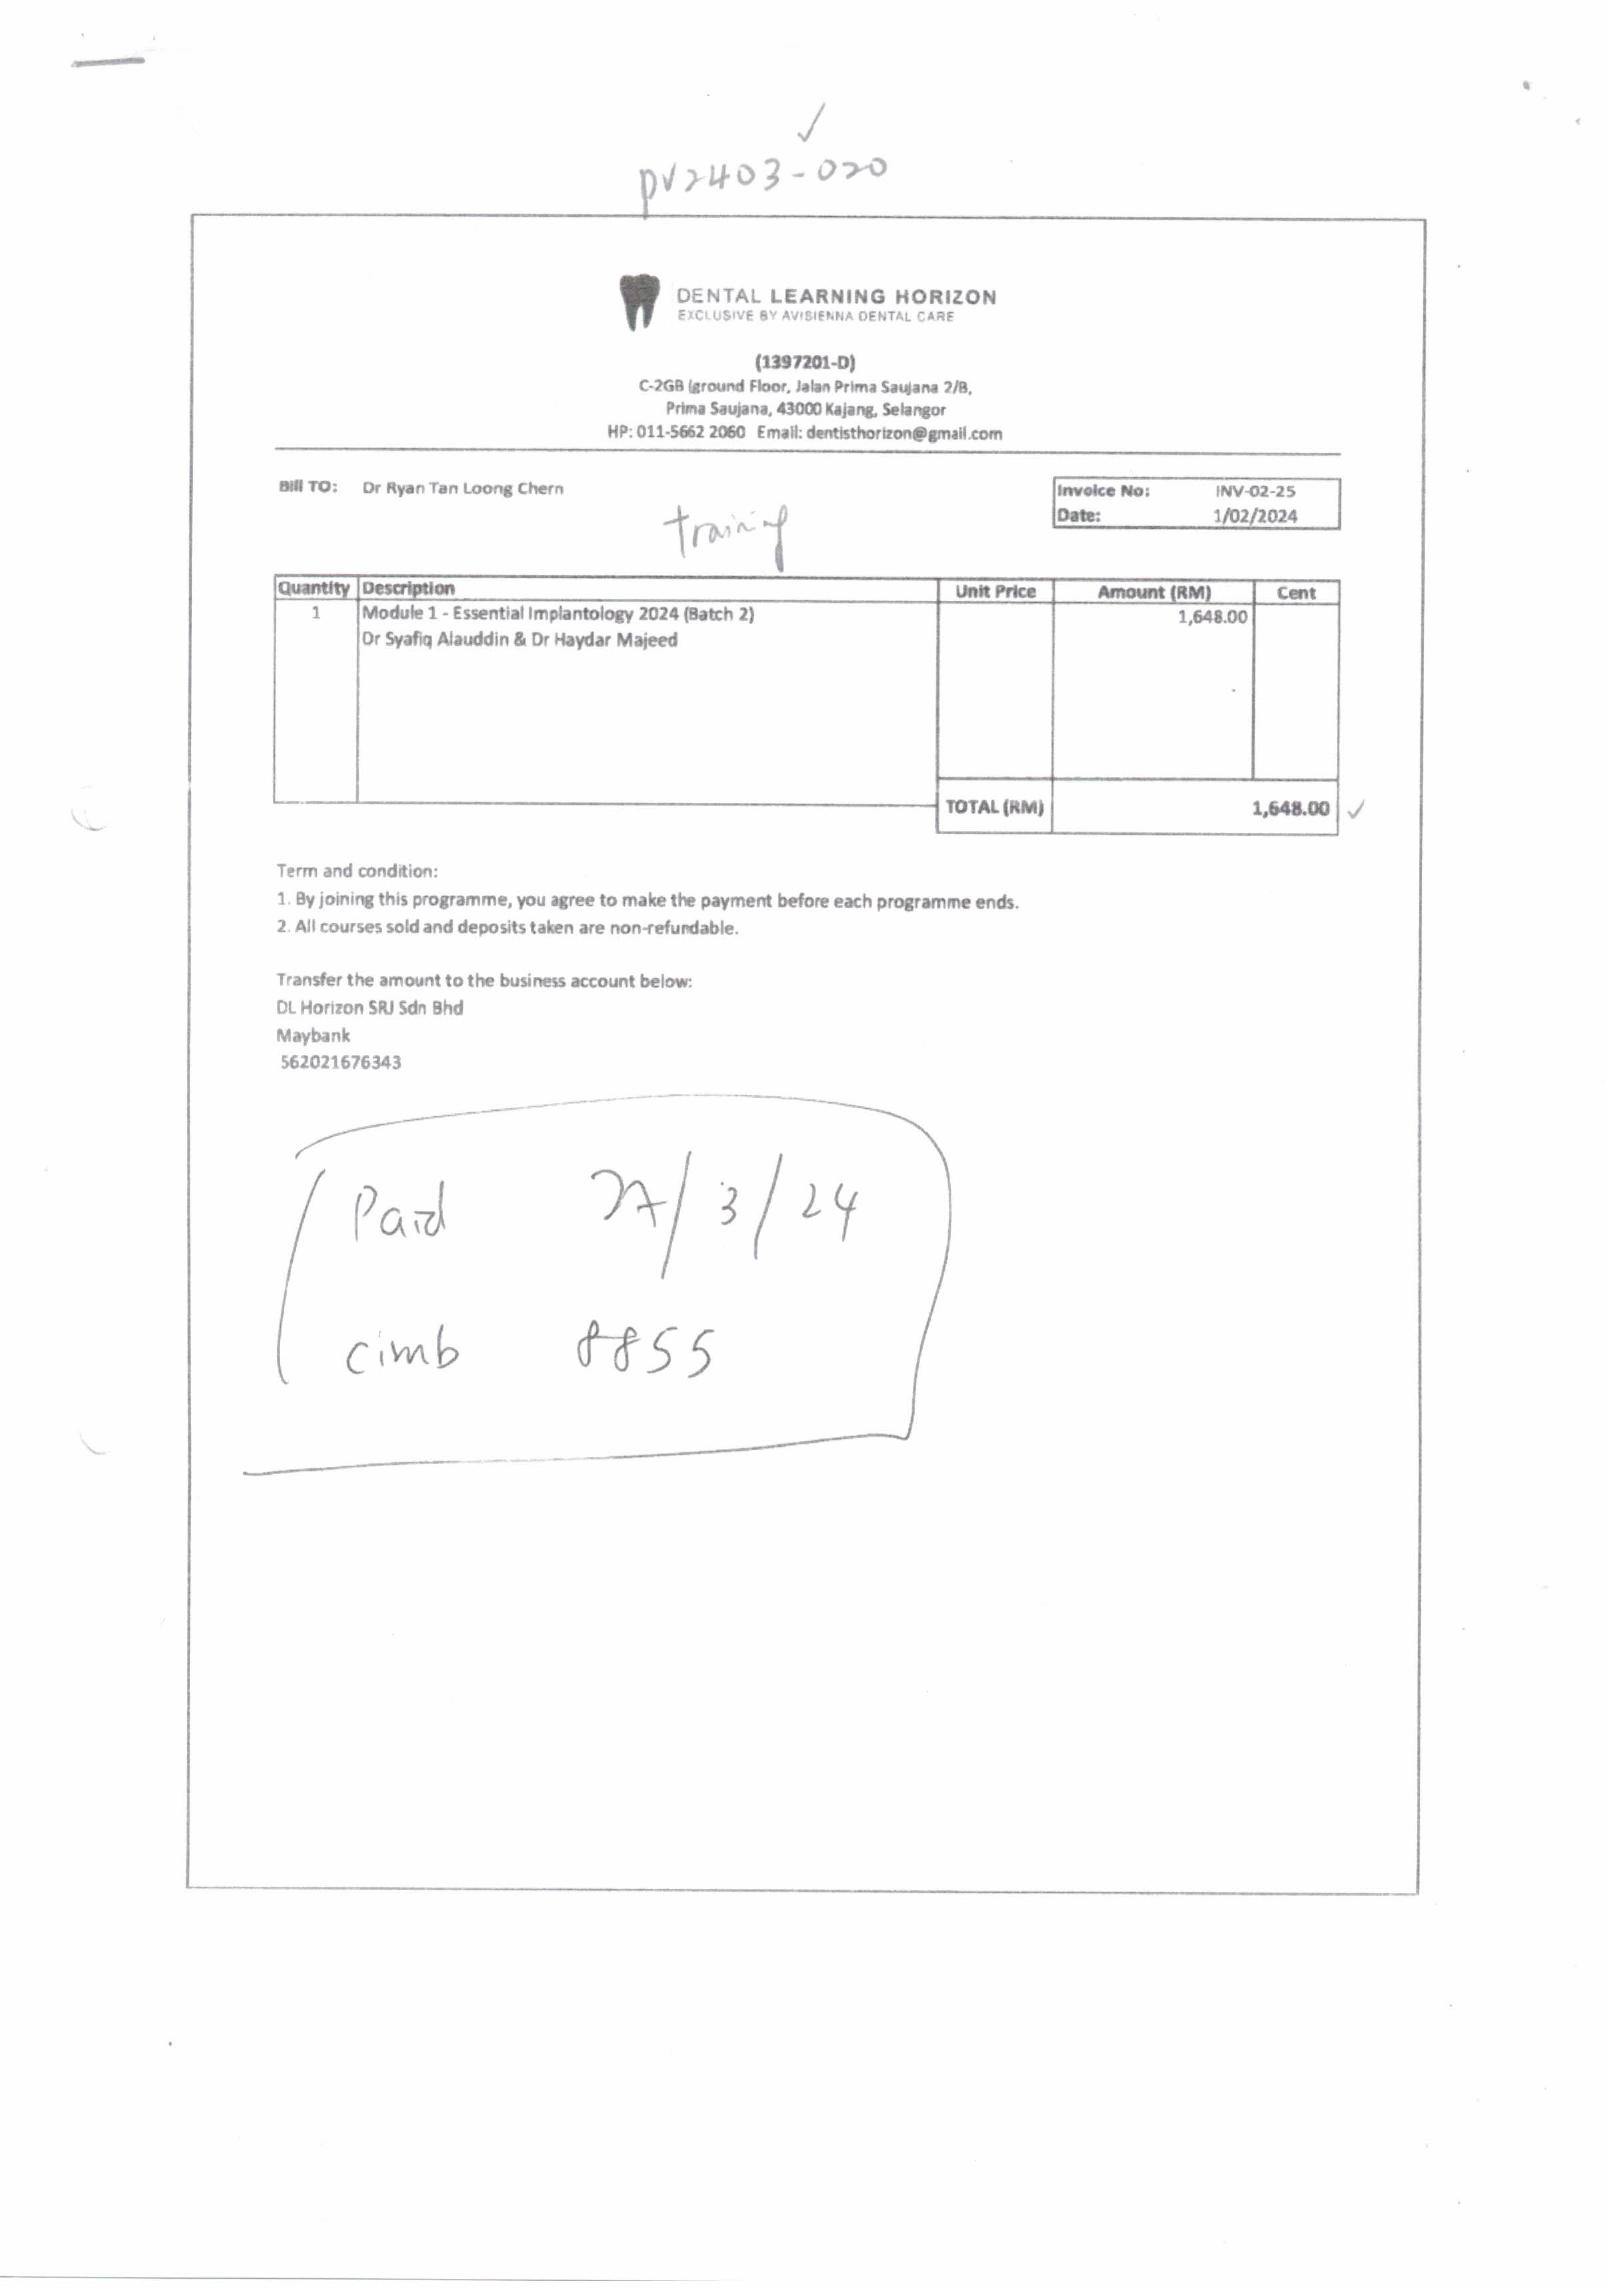 pv2403-020
DENTAL LEARNING HORIZON
EXCLUSIVE BY AVISIENNA DENTAL CARE
(1397201-D)
C-2GB (ground Floor, Jalan Prima Saujana 2/B,
Prima Saujana, 43000 Kajang, Selangor
HP: 011-5662 2060 Email: dentisthorizon@gmail.com
Bill TO: Dr Ryan Tan Loong Chern
Invoice No: INV-02-25
Date: 1/02/2024
training
Quantity Description Unit Price Amount (RM) Cent
1 Module 1 - Essential Implantology 2024 (Batch 2) 1,648.00
Dr Syafiq Alauddin & Dr Haydar Majeed
TOTAL (RM) 1,648.00
Term and condition:
1. By joining this programme, you agree to make the payment before each programme ends.
2. All courses sold and deposits taken are non-refundable.
Transfer the amount to the business account below:
DL Horizon SRJ Sdn Bhd
Maybank
562021676343
Paid 27/3/24
cimb 8855